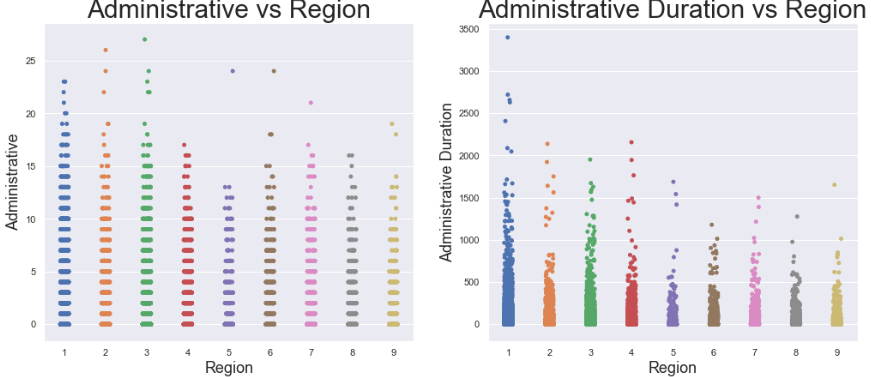 Administrative vs Region
Administrative
25
20
15
10
5
0
1 2 3 4 5 6 7 8 9
Region
Administrative Duration vs Region
Administrative Duration
3500
3000
2500
2000
1500
1000
500
0
1 2 3 4 5 6 7 8 9
Region